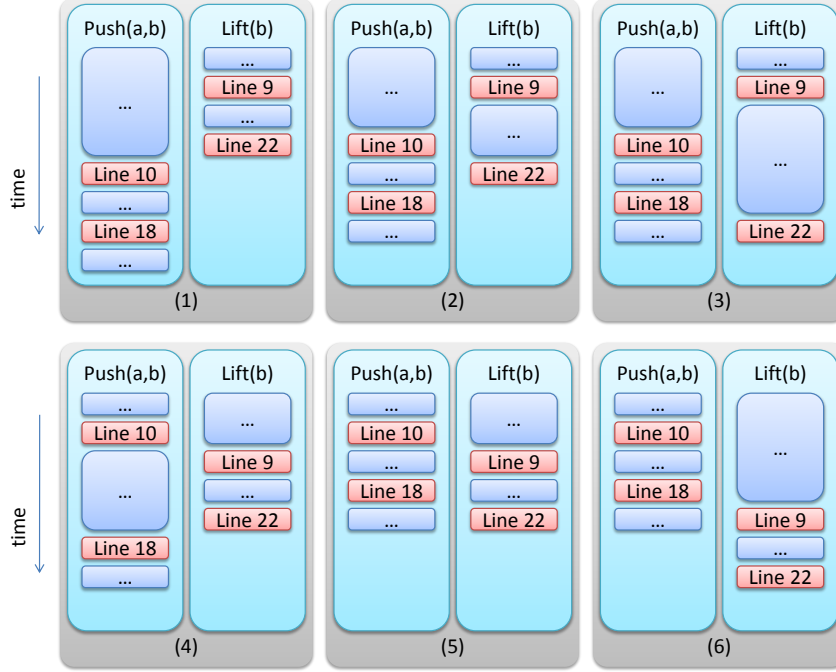 Push(a,b)
...
Line 10
...
Line 18
...
Lift(b)
...
Line 9
...
Line 22
(1)
Push(a,b)
...
Line 10
...
Line 18
...
Lift(b)
...
Line 9
...
Line 22
(2)
Push(a,b)
...
Line 10
...
Line 18
...
Lift(b)
...
Line 9
...
Line 22
(3)
time
Push(a,b)
...
Line 10
...
Line 18
...
Lift(b)
...
Line 9
...
Line 22
(4)
Push(a,b)
...
Line 10
...
Line 18
...
Lift(b)
...
Line 9
...
Line 22
(5)
Push(a,b)
...
Line 10
...
Line 18
...
Lift(b)
...
Line 9
...
Line 22
(6)
time